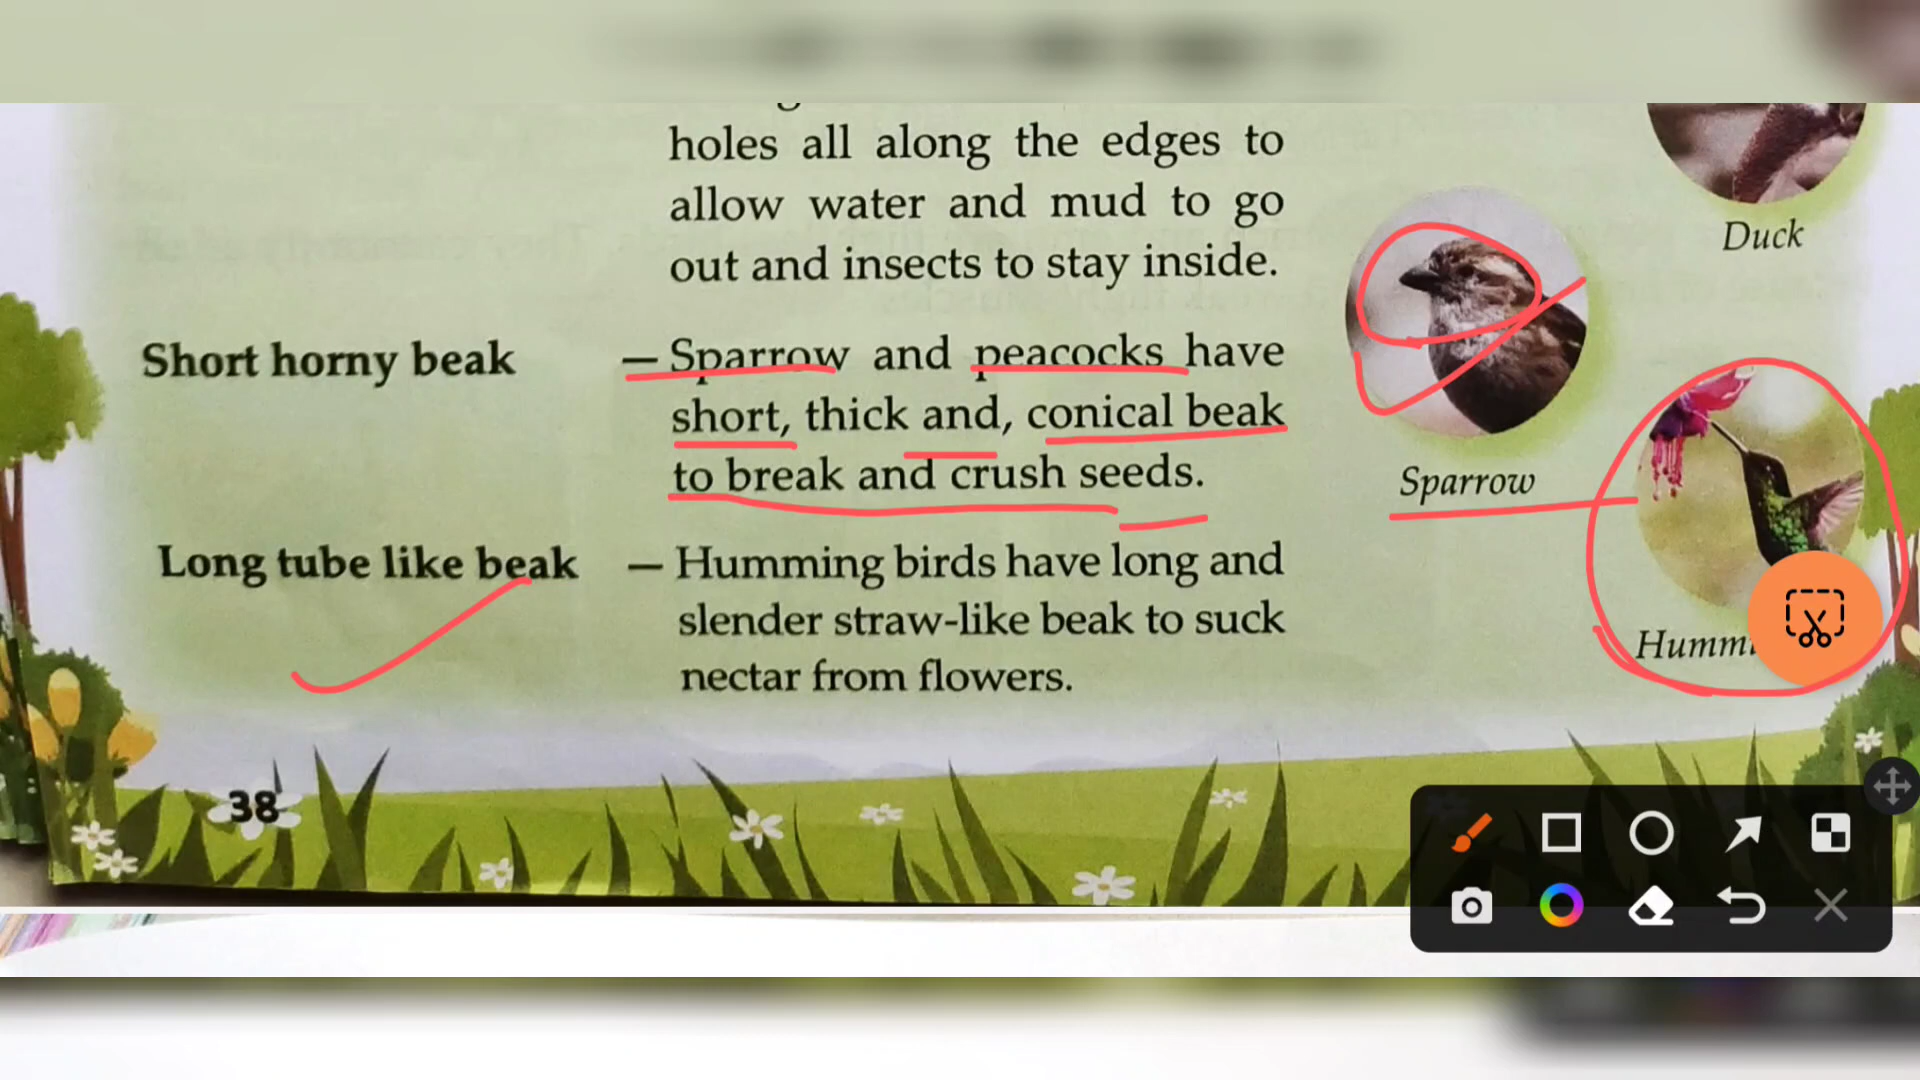 holes all along the edges to
allow water and mud to go
out and insects to stay inside.
Duck
Short horny beak — Sparrow and peacocks have
short, thick and, conical beak
to break and crush seeds.
Sparrow
Long tube like beak — Humming birds have long and
slender straw-like beak to suck
nectar from flowers.
38